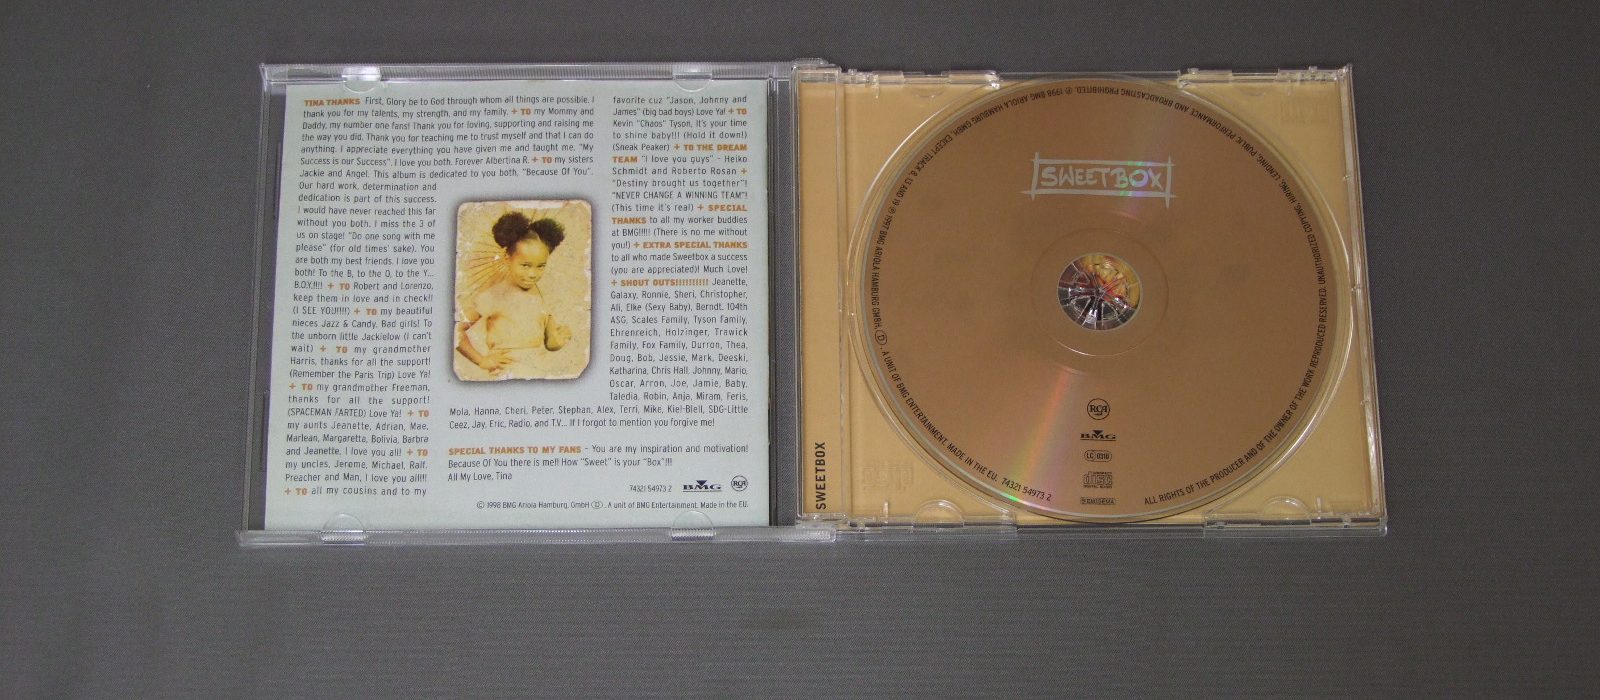 TINA THANKS First, Glory be to God through whom all things are possible. I
thank you for my talents, my strength, and my family. + TO my Mommy and
Daddy, my number one fans! Thank you for loving, supporting and raising me
the way you did. Thank you for teaching me to trust myself and that I can do
anything. I appreciate everything you have given me and taught me. "My
Success is our Success". I love you both. Forever Albertina R. + TO my sisters
Jackie and Angel. This album is dedicated to you both, "Because Of You".
Our hard work, determination and
dedication is part of this success.
I would have never reached this far
without you both. I miss the 3 of
us on stage! "Do one song with me
please" (for old times' sake). You
are both my best friends. I love you
both! To the B, to the O, to the Y...
B.O.Y.!!!! + TO Robert and Lorenzo,
keep them in love and in check!!
(I SEE YOU!!!!) + TO my beautiful
nieces Jazz & Candy. Bad girls! To
the unborn little Jackielow (I can't
wait) + TO my grandmother
Harris, thanks for all the support!
(Remember the Paris Trip) Love Ya!
+ TO my grandmother Freeman,
thanks for all the support!
(SPACEMAN FARTED) Love Ya! + TO
my aunts Jeanette, Adrian, Mae,
Marlean, Margaretta, Bolivia, Barbra
and Jeanette, I love you all! + TO
my uncles, Jerome, Michael, Ralf,
Preacher and Man, I love you all!!!
+ TO all my cousins and to my
favorite cuz "Jason, Johnny and
James" (big bad boys) Love Ya! + TO
Kevin "Chaos" Tyson, It's your time
to shine baby!!! (Hold it down!)
(Sneak Peaker) + TO THE DREAM
TEAM "I love you guys" - Heiko
Schmidt and Roberto Rosan +
"Destiny brought us together"!
"NEVER CHANGE A WINNING TEAM"!
(This time it's real) + SPECIAL
THANKS to all my worker buddies
at BMG!!!!! (There is no me without
you!) + EXTRA SPECIAL THANKS
to all who made Sweetbox a success
(you are appreciated)! Much Love!
+ SHOUT OUTS!!!!!!!!!! Jeanette,
Galaxy, Ronnie, Sheri, Christopher,
Ali, Elke (Sexy Baby), Berndt. 104th
ASG, Scales Family, Tyson Family,
Ehrenreich, Holzinger, Trawick
Family, Fox Family, Durron, Thea,
Doug, Bob, Jessie, Mark, Deeski,
Katharina, Chris Hall, Johnny, Mario,
Oscar, Arron, Joe, Jamie, Baby,
Taledia, Robin, Anja, Miram, Feris,
Mola, Hanna, Cheri, Peter, Stephan, Alex, Terri, Mike, Kiel-Blell, SDG-Little
Ceez, Jay, Eric, Radio, and T.V... If I forgot to mention you forgive me!
SPECIAL THANKS TO MY FANS - You are my inspiration and motivation!
Because Of You there is me!! How "Sweet" is your "Box"!!!
All My Love, Tina
74321 54973 2 BMG RCA
© 1998 BMG Ariola Hamburg, GmbH (D). A unit of BMG Entertainment. Made in the EU.
SWEETBOX
SWEETBOX
RCA
BMG
LC 0316
COMPACT
disc
DIGITAL AUDIO
BIEM/GEMA
74321 54973 2
ALL RIGHTS OF THE PRODUCER AND OF THE OWNER OF THE WORK REPRODUCED RESERVED. UNAUTHORIZED COPYING, HIRING, LENDING, PUBLIC PERFORMANCE AND BROADCASTING PROHIBITED. ℗ 1998 BMG ARIOLA HAMBURG GMBH, EXCEPT TRACK 8, 13 AND 19 ℗ 1997 BMG ARIOLA HAMBURG GMBH, (D). A UNIT OF BMG ENTERTAINMENT. MADE IN THE EU.